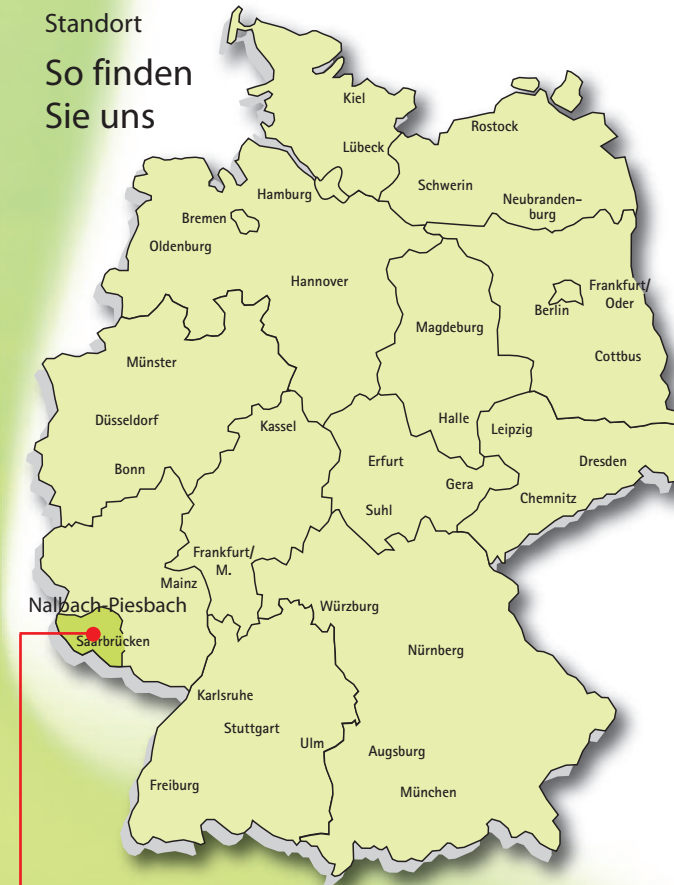 Standort
So finden
Sie uns
Kiel
Rostock
Lübeck
Schwerin
Hamburg
Neubranden-
burg
Bremen
Oldenburg
Hannover
Frankfurt/
Oder
Berlin
Magdeburg
Cottbus
Münster
Düsseldorf
Kassel
Halle
Leipzig
Bonn
Erfurt
Dresden
Gera
Chemnitz
Suhl
Frankfurt/
M.
Mainz
Nalbach-Piesbach
Würzburg
Saarbrücken
Nürnberg
Karlsruhe
Stuttgart
Ulm
Augsburg
Freiburg
München